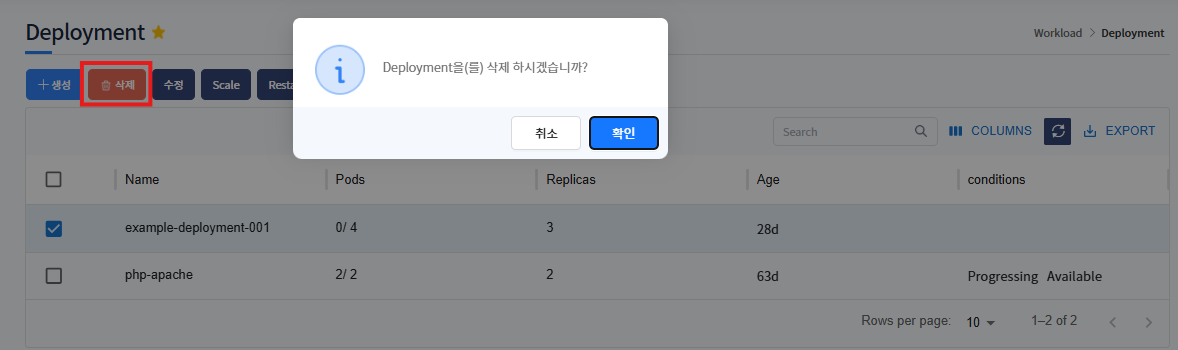 Deployment
Workload > Deployment
Deployment을(를) 삭제 하시겠습니까?
취소 확인
+생성 삭제 수정 Scale Resta
Search COLUMNS EXPORT
Name Pods Replicas Age conditions
example-deployment-001 0/ 4 3 28d
php-apache 2/ 2 2 63d Progressing Available
Rows per page: 10 1–2 of 2